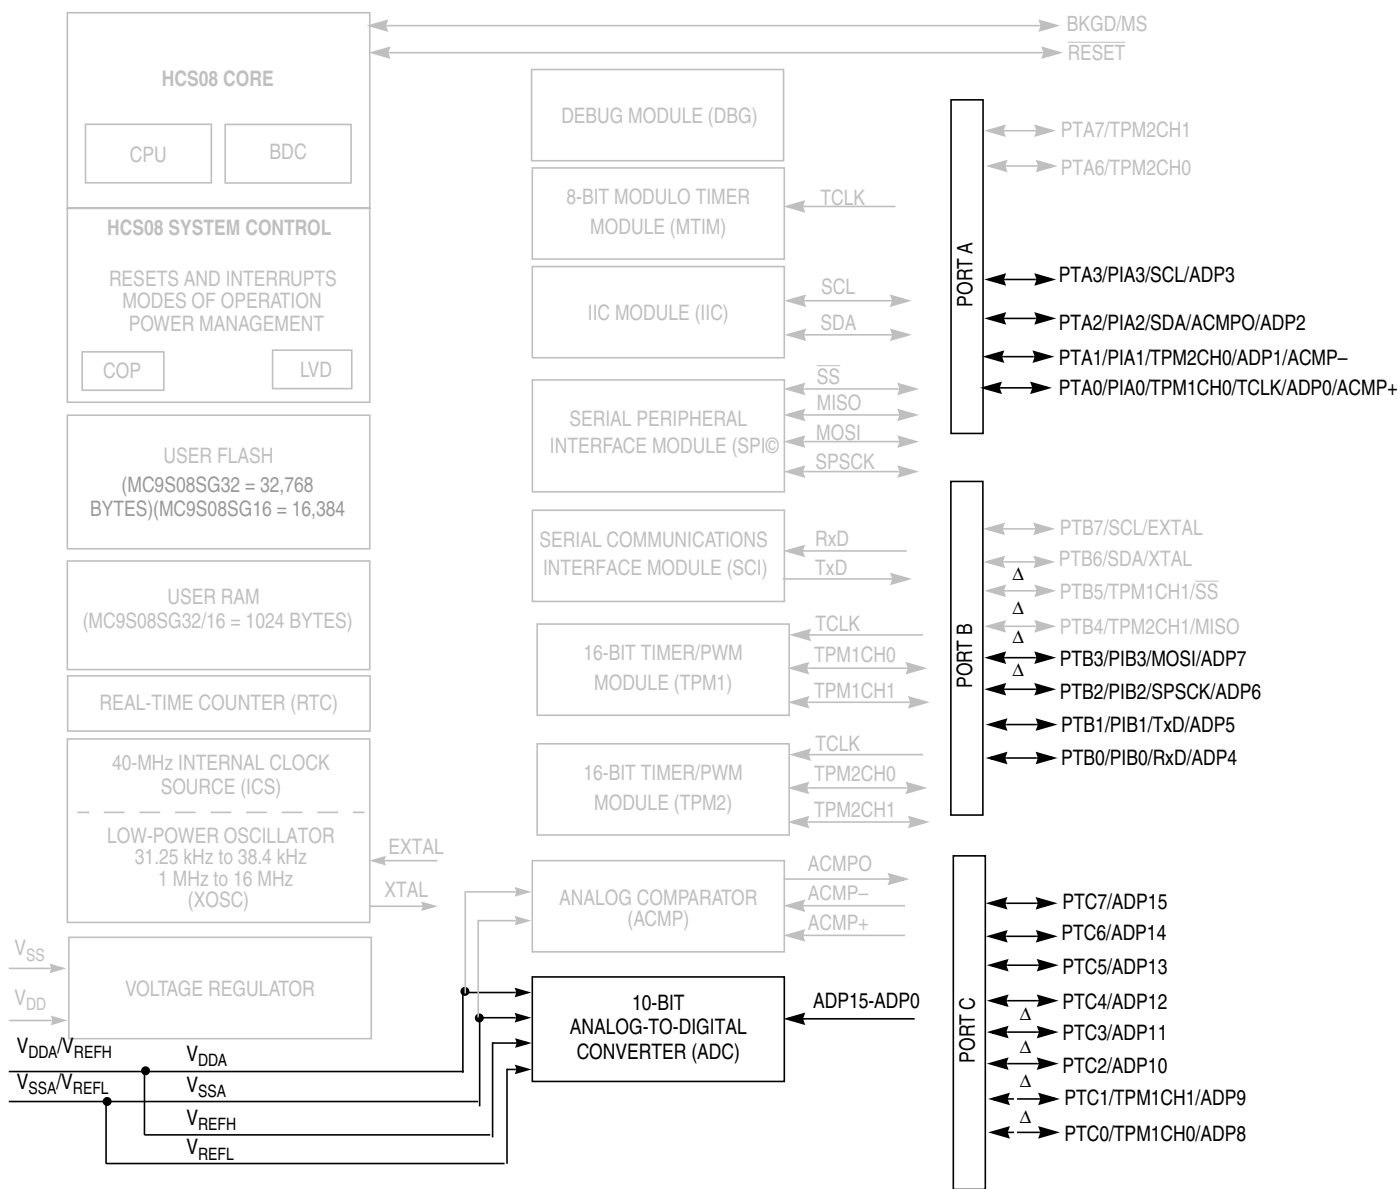 BKGD/MS
RESET
HCS08 CORE
CPU
BDC
HCS08 SYSTEM CONTROL
RESETS AND INTERRUPTS
MODES OF OPERATION
POWER MANAGEMENT
COP
LVD
USER FLASH
(MC9S08SG32 = 32,768
BYTES)(MC9S08SG16 = 16,384
USER RAM
(MC9S08SG32/16 = 1024 BYTES)
REAL-TIME COUNTER (RTC)
40-MHz INTERNAL CLOCK
SOURCE (ICS)
LOW-POWER OSCILLATOR
31.25 kHz to 38.4 kHz
1 MHz to 16 MHz
(XOSC)
EXTAL
XTAL
VSS
VDD
VOLTAGE REGULATOR
VDDA/VREFH
VSSA/VREFL
VDDA
VSSA
VREFH
VREFL
DEBUG MODULE (DBG)
8-BIT MODULO TIMER
MODULE (MTIM)
TCLK
IIC MODULE (IIC)
SCL
SDA
SERIAL PERIPHERAL
INTERFACE MODULE (SPI©
SS
MISO
MOSI
SPSCK
SERIAL COMMUNICATIONS
INTERFACE MODULE (SCI)
RxD
TxD
16-BIT TIMER/PWM
MODULE (TPM1)
TCLK
TPM1CH0
TPM1CH1
16-BIT TIMER/PWM
MODULE (TPM2)
TCLK
TPM2CH0
TPM2CH1
ANALOG COMPARATOR
(ACMP)
ACMPO
ACMP–
ACMP+
10-BIT
ANALOG-TO-DIGITAL
CONVERTER (ADC)
ADP15-ADP0
PORT A
PTA7/TPM2CH1
PTA6/TPM2CH0
PTA3/PIA3/SCL/ADP3
PTA2/PIA2/SDA/ACMPO/ADP2
PTA1/PIA1/TPM2CH0/ADP1/ACMP–
PTA0/PIA0/TPM1CH0/TCLK/ADP0/ACMP+
PORT B
PTB7/SCL/EXTAL
PTB6/SDA/XTAL
Δ
PTB5/TPM1CH1/SS
Δ
PTB4/TPM2CH1/MISO
Δ
PTB3/PIB3/MOSI/ADP7
Δ
PTB2/PIB2/SPSCK/ADP6
PTB1/PIB1/TxD/ADP5
PTB0/PIB0/RxD/ADP4
PORT C
PTC7/ADP15
PTC6/ADP14
PTC5/ADP13
PTC4/ADP12
Δ
PTC3/ADP11
Δ
PTC2/ADP10
Δ
PTC1/TPM1CH1/ADP9
Δ
PTC0/TPM1CH0/ADP8